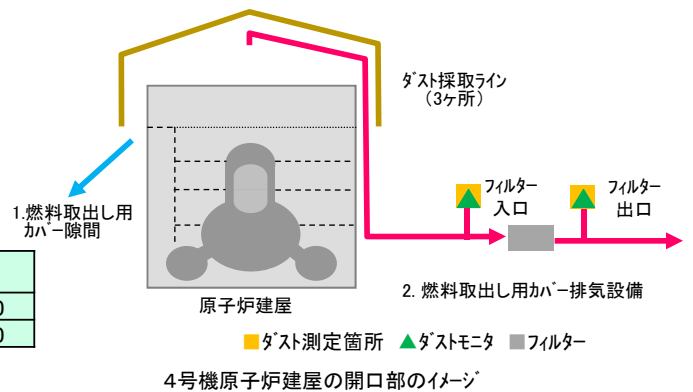 ダスト採取ライン
(3ヶ所)
フィルター
入口
フィルター
出口
1.燃料取出し用
カバー隙間
0
0
原子炉建屋
2. 燃料取出し用カバー排気設備
ダスト測定箇所 ダストモニタ フィルター
4号機原子炉建屋の開口部のイメージ